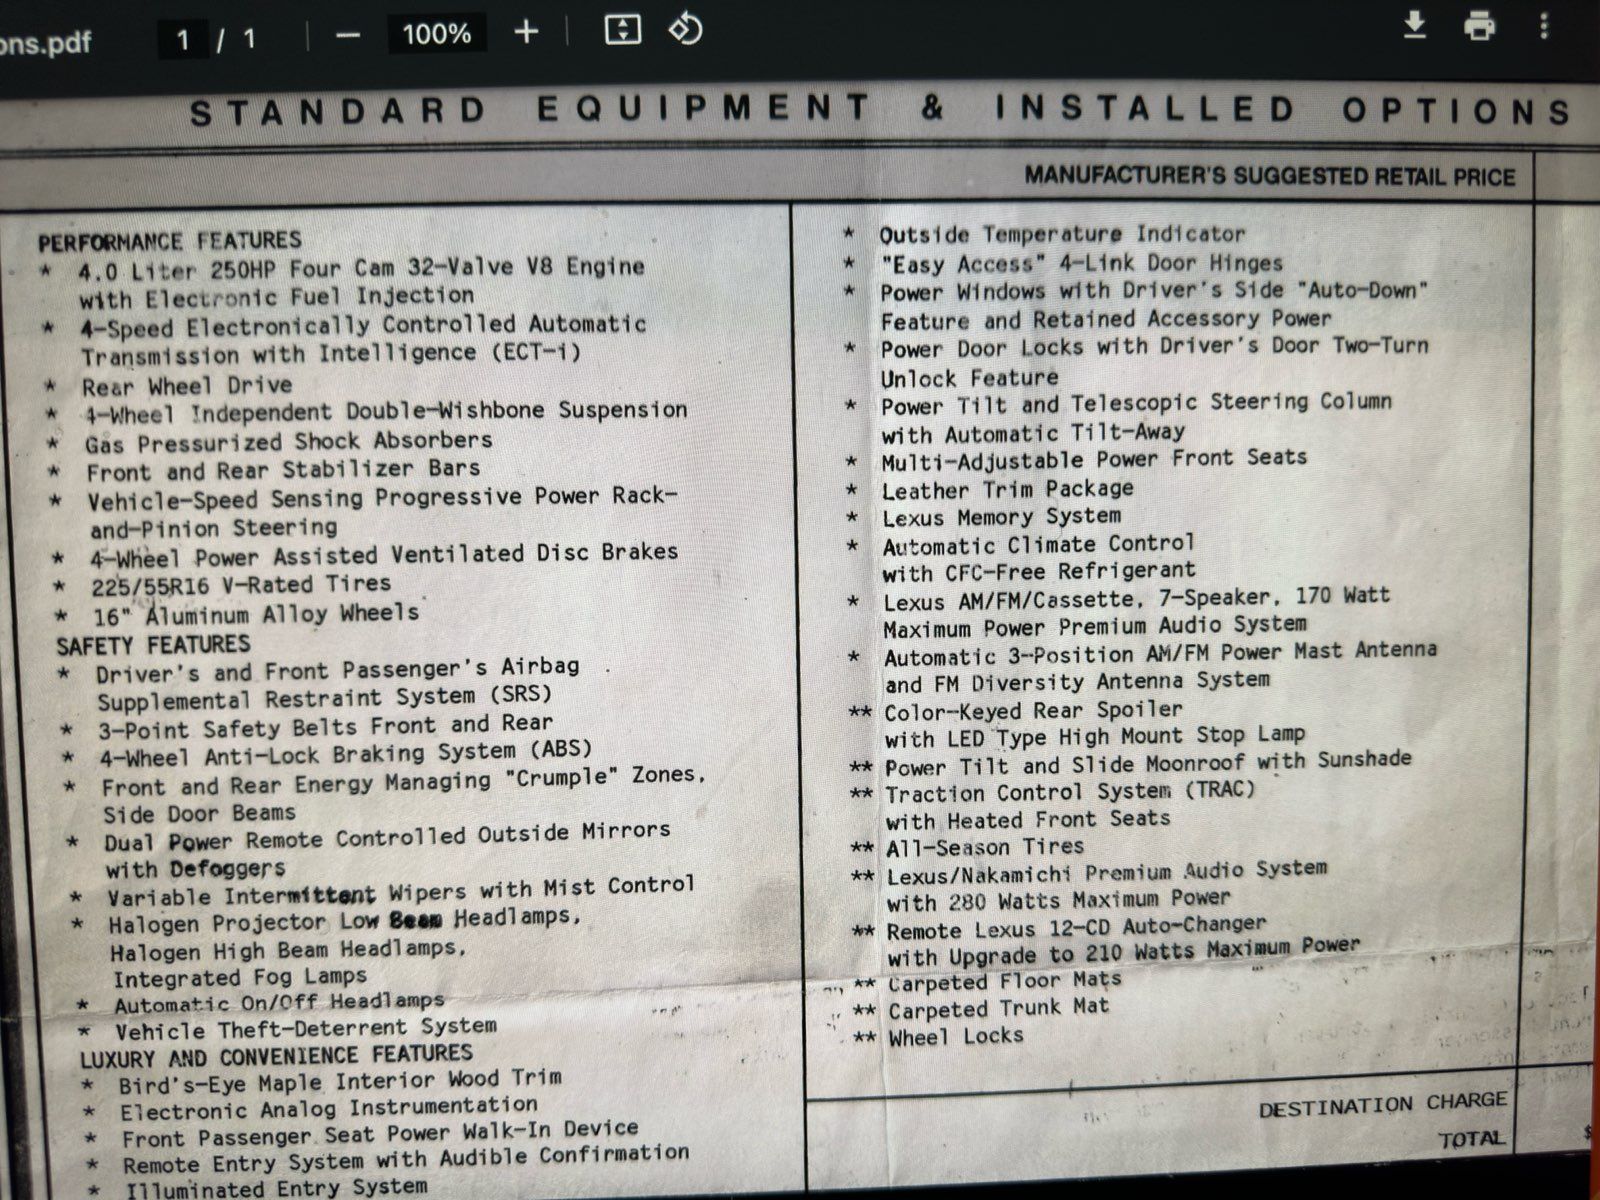 ons.pdf
1 / 1
100%
STANDARD EQUIPMENT & INSTALLED OPTIONS
MANUFACTURER'S SUGGESTED RETAIL PRICE
PERFORMANCE FEATURES
* 4.0 Liter 250HP Four Cam 32-Valve V8 Engine
with Electronic Fuel Injection
* 4-Speed Electronically Controlled Automatic
Transmission with Intelligence (ECT-i)
* Rear Wheel Drive
* 4-Wheel Independent Double-Wishbone Suspension
* Gas Pressurized Shock Absorbers
* Front and Rear Stabilizer Bars
* Vehicle-Speed Sensing Progressive Power Rack-
and-Pinion Steering
* 4-Wheel Power Assisted Ventilated Disc Brakes
* 225/55R16 V-Rated Tires
* 16" Aluminum Alloy Wheels
SAFETY FEATURES
* Driver's and Front Passenger's Airbag
Supplemental Restraint System (SRS)
* 3-Point Safety Belts Front and Rear
* 4-Wheel Anti-Lock Braking System (ABS)
* Front and Rear Energy Managing "Crumple" Zones,
Side Door Beams
* Dual Power Remote Controlled Outside Mirrors
with Defoggers
* Variable Intermittent Wipers with Mist Control
* Halogen Projector Low Beam Headlamps,
Halogen High Beam Headlamps,
Integrated Fog Lamps
* Automatic On/Off Headlamps
* Vehicle Theft-Deterrent System
LUXURY AND CONVENIENCE FEATURES
* Bird's-Eye Maple Interior Wood Trim
* Electronic Analog Instrumentation
* Front Passenger Seat Power Walk-In Device
* Remote Entry System with Audible Confirmation
* Illuminated Entry System
* Outside Temperature Indicator
* "Easy Access" 4-Link Door Hinges
* Power Windows with Driver's Side "Auto-Down"
Feature and Retained Accessory Power
* Power Door Locks with Driver's Door Two-Turn
Unlock Feature
* Power Tilt and Telescopic Steering Column
with Automatic Tilt-Away
* Multi-Adjustable Power Front Seats
* Leather Trim Package
* Lexus Memory System
* Automatic Climate Control
with CFC-Free Refrigerant
* Lexus AM/FM/Cassette, 7-Speaker, 170 Watt
Maximum Power Premium Audio System
* Automatic 3-Position AM/FM Power Mast Antenna
and FM Diversity Antenna System
** Color-Keyed Rear Spoiler
with LED Type High Mount Stop Lamp
** Power Tilt and Slide Moonroof with Sunshade
** Traction Control System (TRAC)
with Heated Front Seats
** All-Season Tires
** Lexus/Nakamichi Premium Audio System
with 280 Watts Maximum Power
** Remote Lexus 12-CD Auto-Changer
with Upgrade to 210 Watts Maximum Power
** Carpeted Floor Mats
** Carpeted Trunk Mat
** Wheel Locks
DESTINATION CHARGE
TOTAL
$